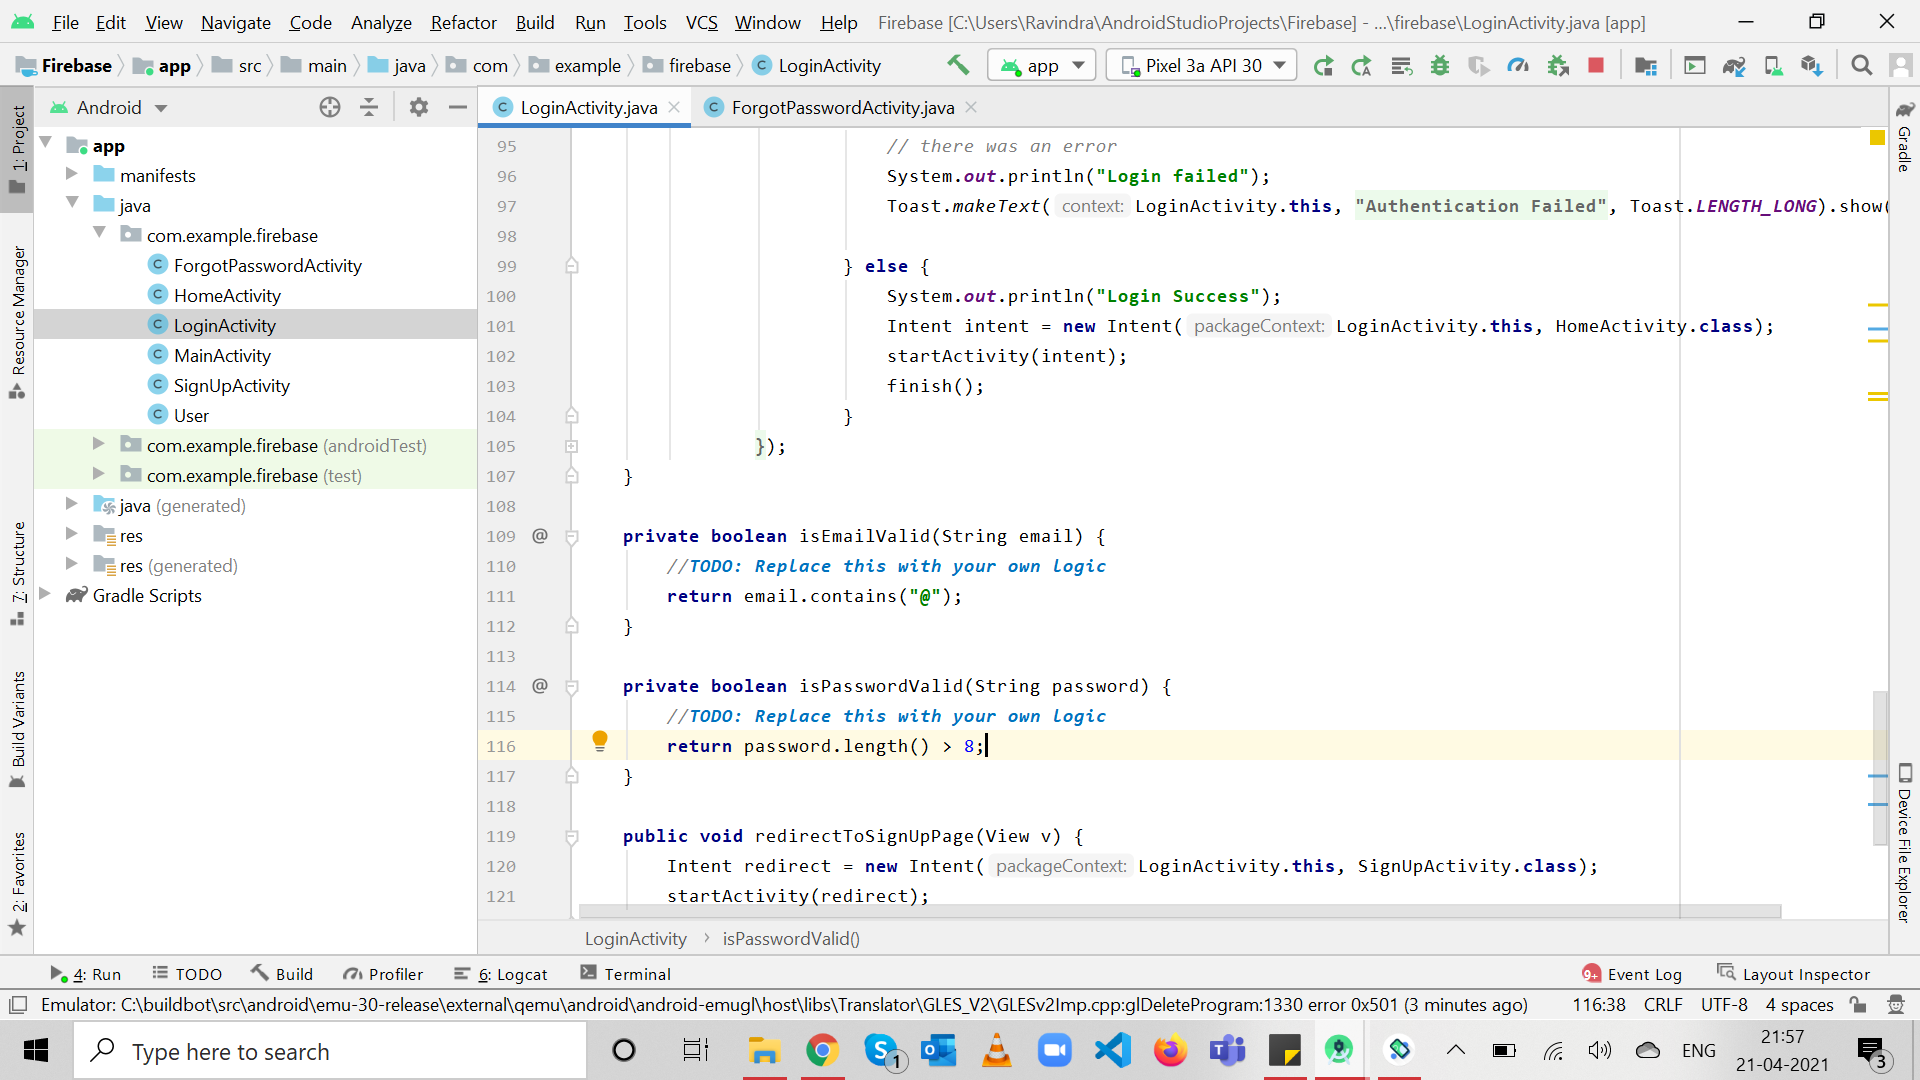 File Edit View Navigate Code Analyze Refactor Build Run Tools VCS Window Help Firebase [C:\Users\Ravindra\AndroidStudioProjects\Firebase] - ...\firebase\LoginActivity.java [app]
Firebase app src main java com example firebase C LoginActivity app Pixel 3a API 30
1: Project
Resource Manager
7: Structure
Build Variants
2: Favorites
Android
app
manifests
java
com.example.firebase
C ForgotPasswordActivity
C HomeActivity
C LoginActivity
C MainActivity
C SignUpActivity
C User
com.example.firebase (androidTest)
com.example.firebase (test)
java (generated)
res
res (generated)
Gradle Scripts
C LoginActivity.java C ForgotPasswordActivity.java
95 // there was an error
96 System.out.println("Login failed");
97 Toast.makeText( context: LoginActivity.this, "Authentication Failed", Toast.LENGTH_LONG).show(
98
99 } else {
100 System.out.println("Login Success");
101 Intent intent = new Intent( packageContext: LoginActivity.this, HomeActivity.class);
102 startActivity(intent);
103 finish();
104 }
105 });
107 }
108
109 @ private boolean isEmailValid(String email) {
110 //TODO: Replace this with your own logic
111 return email.contains("@");
112 }
113
114 @ private boolean isPasswordValid(String password) {
115 //TODO: Replace this with your own logic
116 return password.length() > 8;
117 }
118
119 public void redirectToSignUpPage(View v) {
120 Intent redirect = new Intent( packageContext: LoginActivity.this, SignUpActivity.class);
121 startActivity(redirect);
LoginActivity › isPasswordValid()
Gradle
Device File Explorer
4: Run TODO Build Profiler 6: Logcat Terminal 9+ Event Log Layout Inspector
Emulator: C:\buildbot\src\android\emu-30-release\external\qemu\android\android-emugl\host\libs\Translator\GLES_V2\GLESv2Imp.cpp:glDeleteProgram:1330 error 0x501 (3 minutes ago) 116:38 CRLF UTF-8 4 spaces
Type here to search 1 ENG 21:57
21-04-2021 3